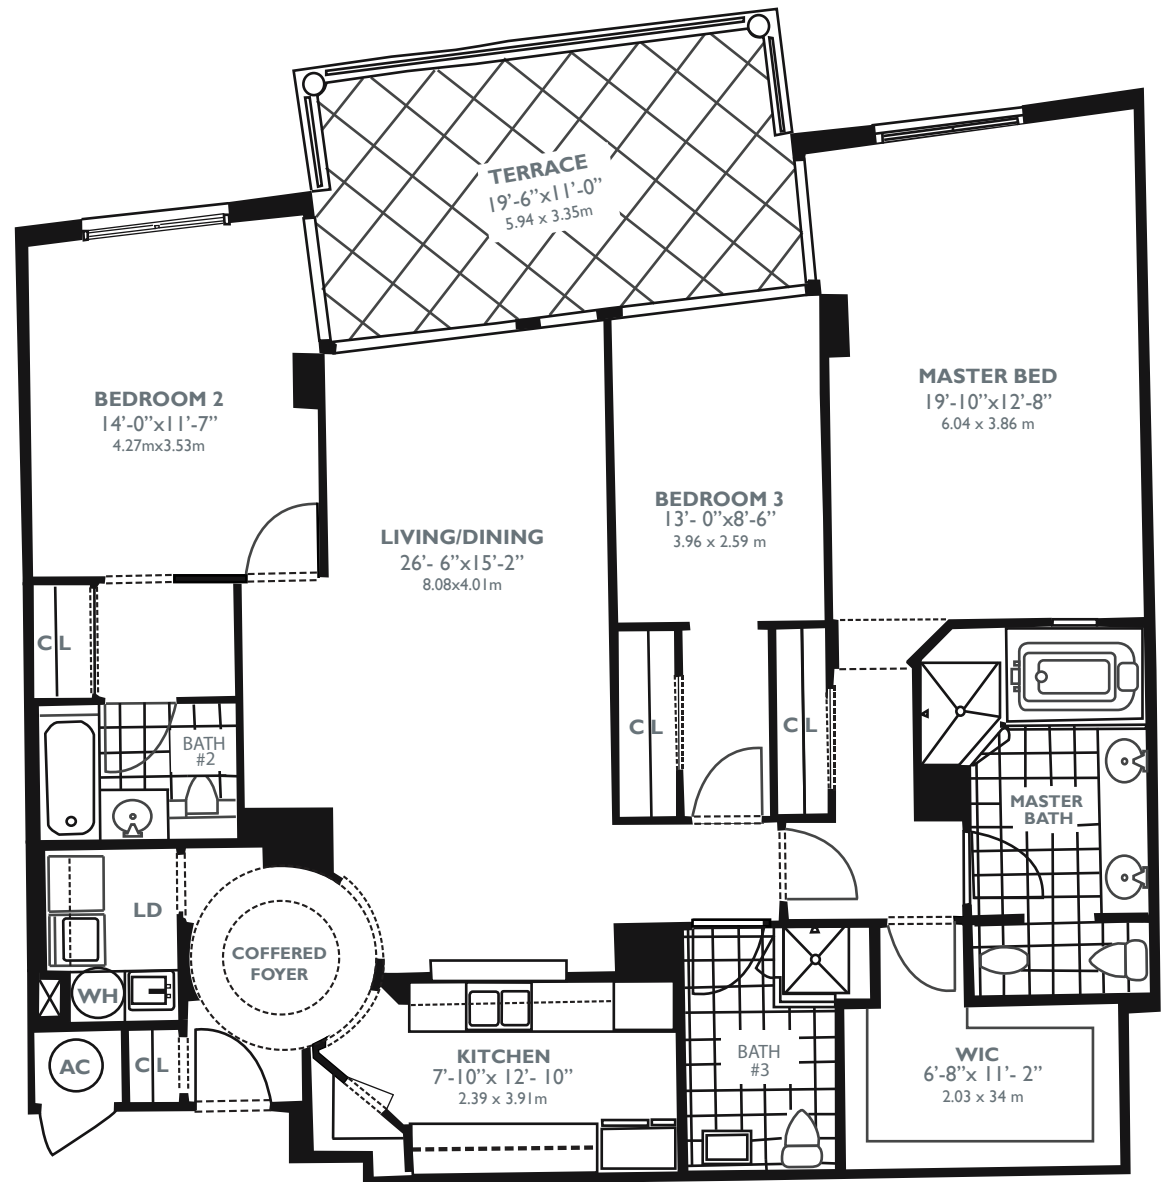 TERRACE
19’-6”x11’-0”
5.94 x 3.35m
BEDROOM 2
14’-0”x11’-7”
4.27mx3.53m
MASTER BED
19’-10”x12’-8”
6.04 x 3.86 m
BEDROOM 3
13’- 0”x8’-6”
3.96 x 2.59 m
LIVING/DINING
26’- 6”x15’-2”
8.08x4.01m
CL
CL
CL
BATH
#2
MASTER
BATH
LD
COFFERED
FOYER
WH
AC
CL
KITCHEN
7’-10”x 12’- 10”
2.39 x 3.91m
BATH
#3
WIC
6’-8”x 11’- 2”
2.03 x 34 m